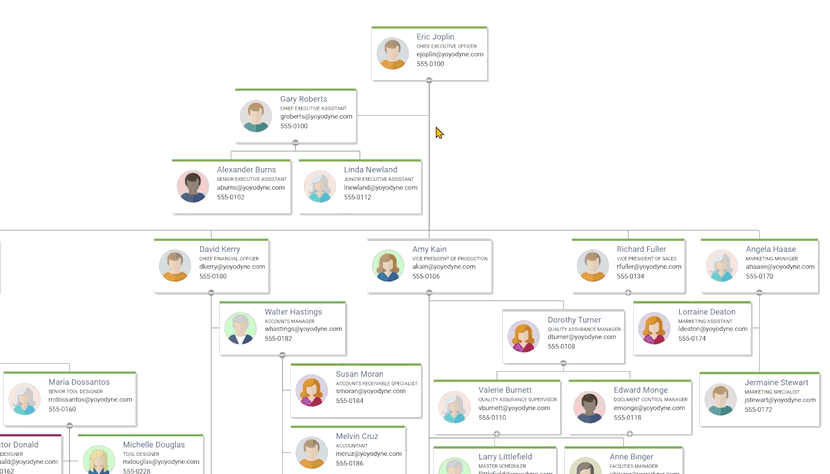 Eric Joplin
CHIEF EXECUTIVE OFFICER
ejoplin@yoyodyne.com
555-0100
Gary Roberts
CHIEF EXECUTIVE ASSISTANT
groberts@yoyodyne.com
555-0100
Alexander Burns
SENIOR EXECUTIVE ASSISTANT
aburns@yoyodyne.com
555-0102
Linda Newland
JUNIOR EXECUTIVE ASSISTANT
lnewland@yoyodyne.com
555-0112
David Kerry
CHIEF FINANCIAL OFFICER
dkerry@yoyodyne.com
555-0180
Amy Kain
VICE PRESIDENT OF PRODUCTION
akain@yoyodyne.com
555-0106
Richard Fuller
VICE PRESIDENT OF SALES
rfuller@yoyodyne.com
555-0134
Angela Haase
MARKETING MANAGER
ahaase@yoyodyne.com
555-0170
Walter Hastings
ACCOUNTS MANAGER
whastings@yoyodyne.com
555-0182
Dorothy Turner
QUALITY ASSURANCE MANAGER
dturner@yoyodyne.com
555-0108
Lorraine Deaton
MARKETING ASSISTANT
ldeaton@yoyodyne.com
555-0174
Maria Dossantos
SENIOR TOOL DESIGNER
mdossantos@yoyodyne.com
555-0160
Susan Moran
ACCOUNTS RECEIVABLE SPECIALIST
smoran@yoyodyne.com
555-0184
Valerie Burnett
QUALITY ASSURANCE SUPERVISOR
vburnett@yoyodyne.com
555-0110
Edward Monge
DOCUMENT CONTROL MANAGER
emonge@yoyodyne.com
555-0118
Jermaine Stewart
MARKETING SPECIALIST
jstewart@yoyodyne.com
555-0172
tor Donald
DESIGNER
nald@yoyodyne.com
0162
Michelle Douglas
TOOL DESIGNER
mdouglas@yoyodyne.com
555-0228
Melvin Cruz
ACCOUNTANT
mcruz@yoyodyne.com
555-0186
Larry Littlefield
MASTER SCHEDULER
Anne Binger
FACILITIES MANAGER